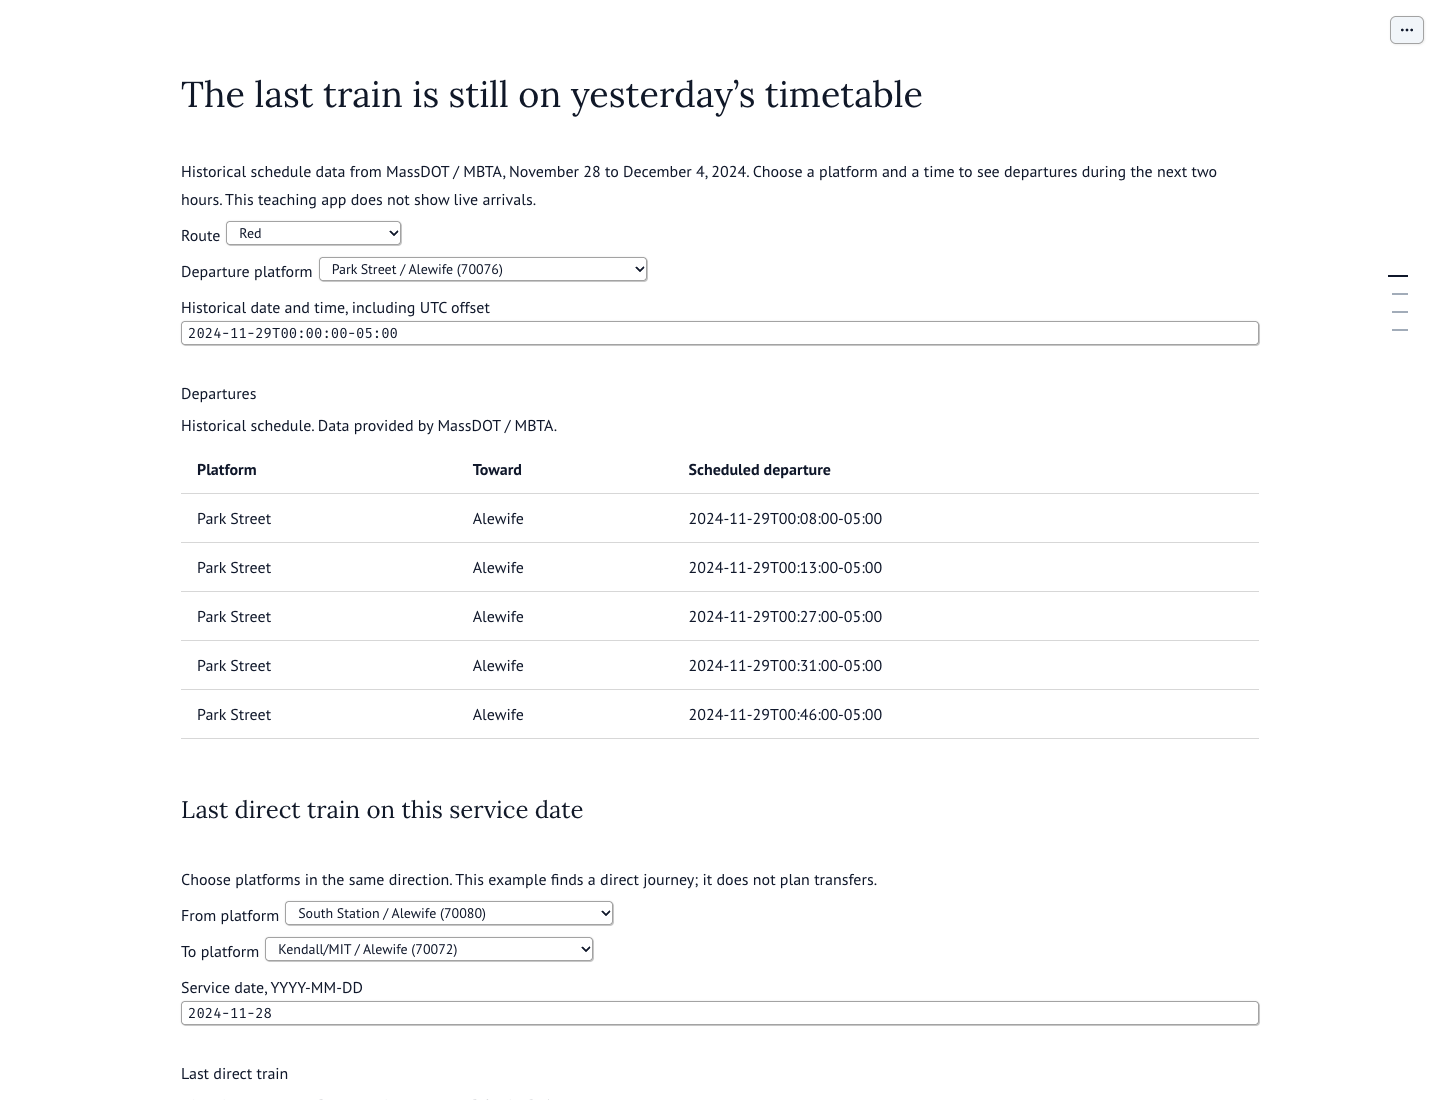 ...
The last train is still on yesterday’s timetable
Historical schedule data from MassDOT / MBTA, November 28 to December 4, 2024. Choose a platform and a time to see departures during the next two
hours. This teaching app does not show live arrivals.
Route Red
Departure platform Park Street / Alewife (70076)
Historical date and time, including UTC offset
2024-11-29T00:00:00-05:00
Departures
Historical schedule. Data provided by MassDOT / MBTA.
Platform Toward Scheduled departure
Park Street Alewife 2024-11-29T00:08:00-05:00
Park Street Alewife 2024-11-29T00:13:00-05:00
Park Street Alewife 2024-11-29T00:27:00-05:00
Park Street Alewife 2024-11-29T00:31:00-05:00
Park Street Alewife 2024-11-29T00:46:00-05:00
Last direct train on this service date
Choose platforms in the same direction. This example finds a direct journey; it does not plan transfers.
From platform South Station / Alewife (70080)
To platform Kendall/MIT / Alewife (70072)
Service date, YYYY-MM-DD
2024-11-28
Last direct train